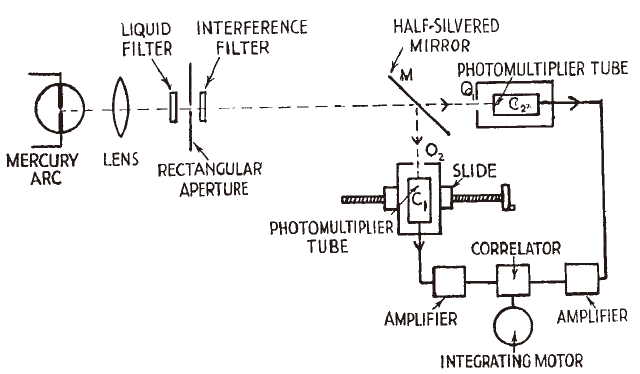 LIQUID
FILTER
INTERFERENCE
FILTER
HALF-SILVERED
MIRROR
M
PHOTOMULTIPLIER TUBE
O1
C2
MERCURY
ARC
LENS
RECTANGULAR
APERTURE
O2
SLIDE
C1
PHOTOMULTIPLIER
TUBE
CORRELATOR
AMPLIFIER
AMPLIFIER
INTEGRATING MOTOR